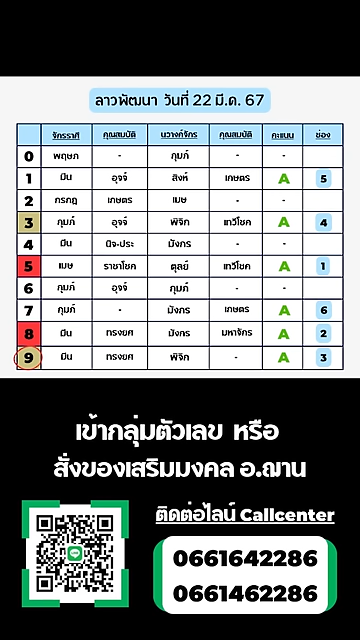 ลาวพัฒนา วันที่ 22 มี.ค. 67
จักรราศี คุณสมบัติ นวางค์จักร คุณสมบัติ คะแนน ช่อง
0 พฤษภ - กุมภ์ - -
1 มีน อุจจ์ สิงห์ เกษตร A 5
2 กรกฎ เกษตร เมษ - -
3 กุมภ์ อุจจ์ พิจิก เทวีโชค A 4
4 มีน นิจ-ประ มังกร - -
5 เมษ ราชาโชค ตุลย์ เทวีโชค A 1
6 กุมภ์ อุจจ์ กุมภ์ - -
7 กุมภ์ - มังกร เกษตร A 6
8 มีน ทรงยศ มังกร มหาจักร A 2
9 มีน ทรงยศ พิจิก - A 3
เข้ากลุ่มตัวเลข หรือ
สั่งของเสริมมงคล อ.ฌาน
ติดต่อไลน์ Callcenter
0661642286
0661462286